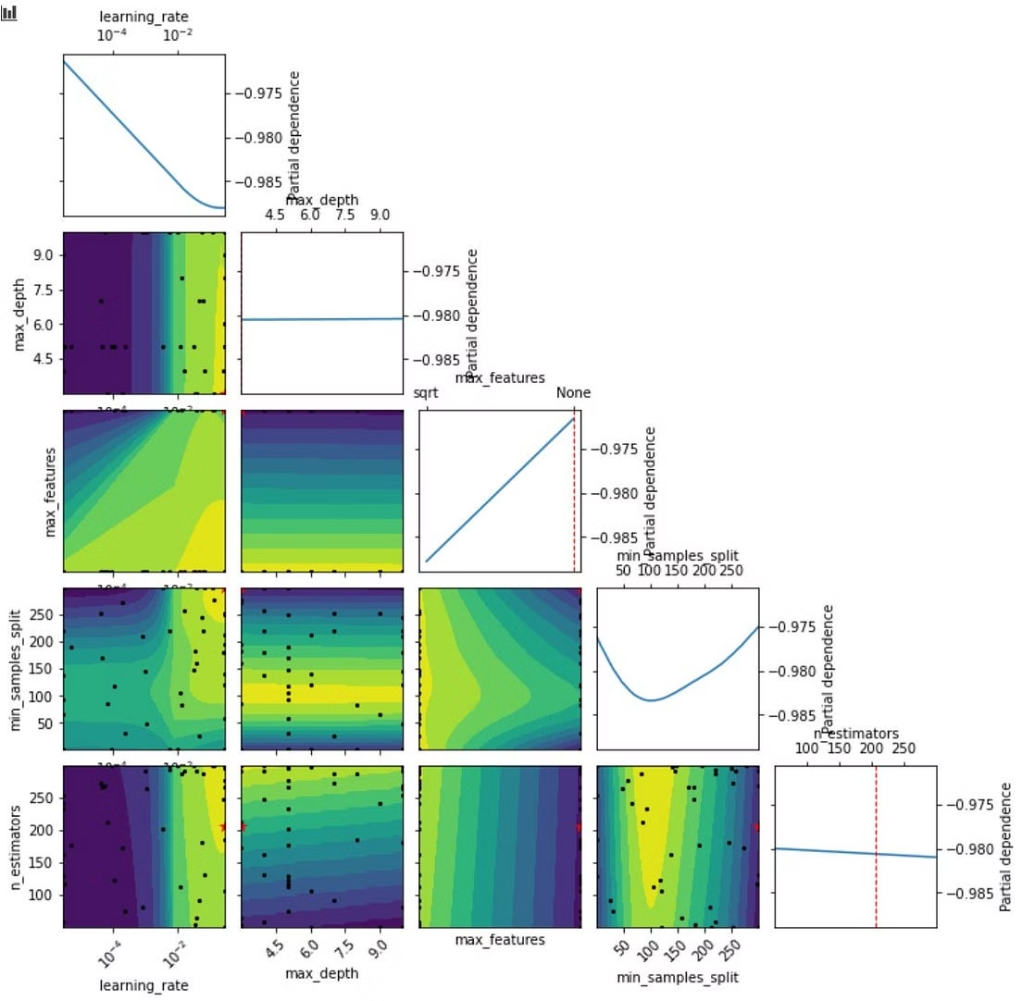 learning_rate
10⁻⁴ 10⁻²
−0.975
−0.980
−0.985
Partial dependence
max_depth
4.5 6.0 7.5 9.0
9.0
7.5
6.0
4.5
max_depth
−0.975
−0.980
−0.985
Partial dependence
max_features
sqrt None
max_features
−0.975
−0.980
−0.985
Partial dependence
min_samples_split
50 100 150 200 250
250
200
150
100
50
min_samples_split
−0.975
−0.980
−0.985
Partial dependence
n_estimators
100 150 200 250
250
200
150
100
n_estimators
−0.975
−0.980
−0.985
Partial dependence
10⁻⁴ 10⁻²
learning_rate
4.5 6.0 7.5 9.0
max_depth
max_features
50 100 150 200 250
min_samples_split